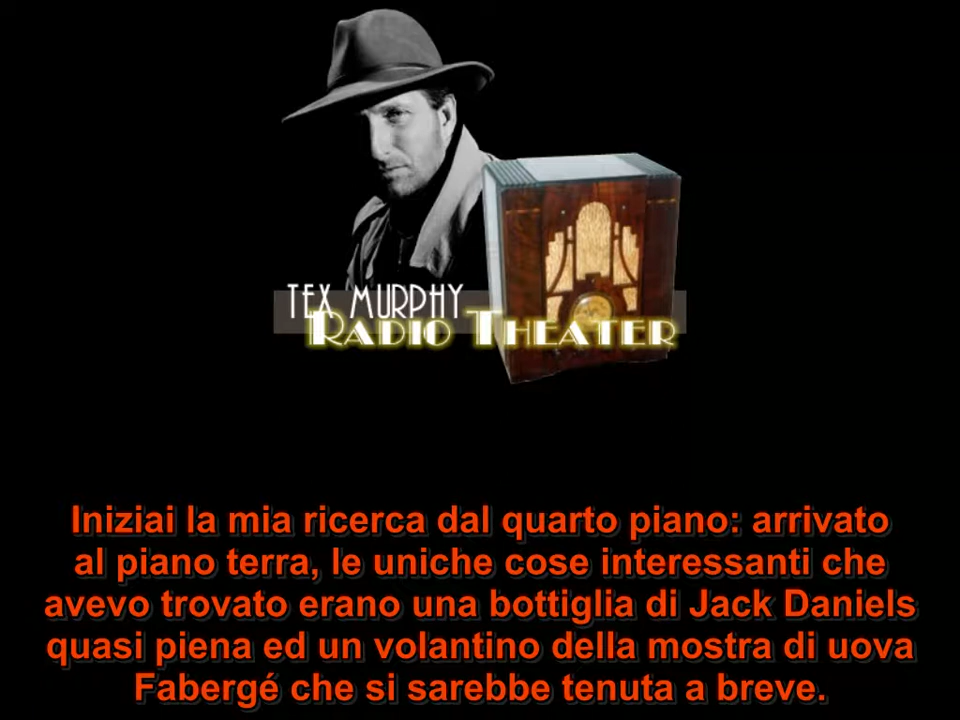 TEX MURPHY
RADIO THEATER
Iniziai la mia ricerca dal quarto piano: arrivato
al piano terra, le uniche cose interessanti che
avevo trovato erano una bottiglia di Jack Daniels
quasi piena ed un volantino della mostra di uova
Fabergé che si sarebbe tenuta a breve.